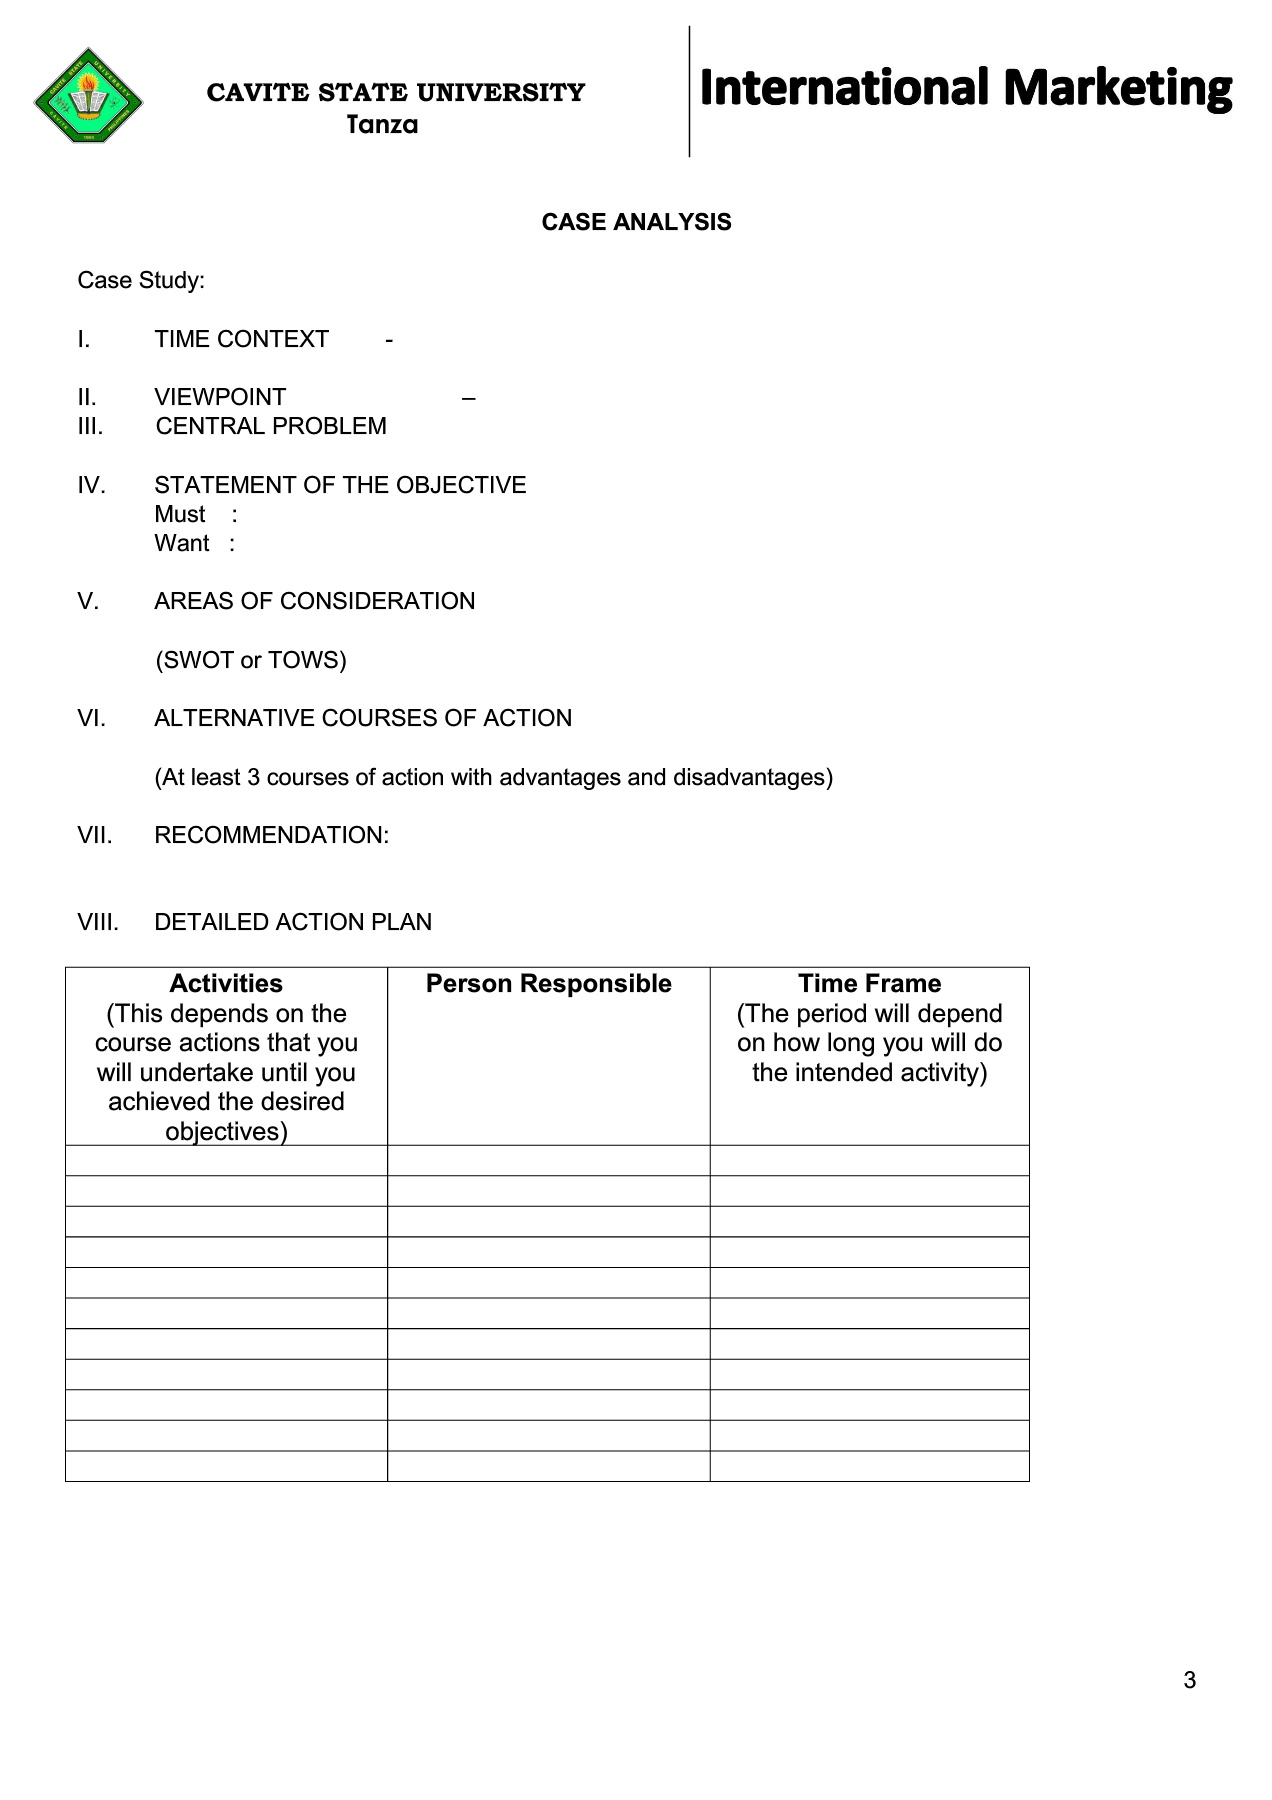 CAVITE STATE UNIVERSITY
Tanza
International Marketing
CASE ANALYSIS
Case Study:
I. TIME CONTEXT -
II. VIEWPOINT –
III. CENTRAL PROBLEM
IV. STATEMENT OF THE OBJECTIVE
Must :
Want :
V. AREAS OF CONSIDERATION
(SWOT or TOWS)
VI. ALTERNATIVE COURSES OF ACTION
(At least 3 courses of action with advantages and disadvantages)
VII. RECOMMENDATION:
VIII. DETAILED ACTION PLAN
Activities
(This depends on the
course actions that you
will undertake until you
achieved the desired
objectives)
Person Responsible
Time Frame
(The period will depend
on how long you will do
the intended activity)
3